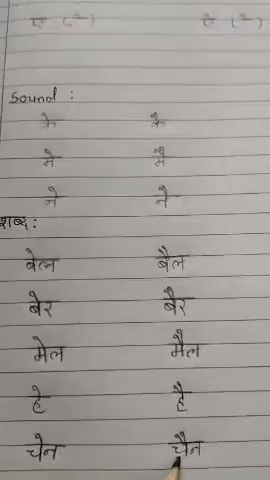 ए (े) ऐ (ै)
Sound :
के कै
मे मै
ने नै
शब्द :
बेल बैल
बेर बैर
मेल मैल
हे है
चेन चैन